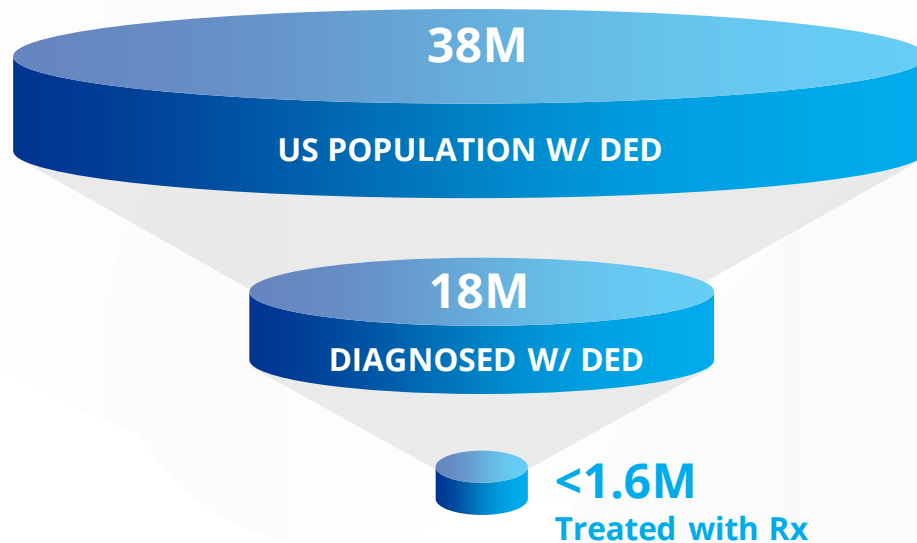 38M
US POPULATION W/ DED
18M
DIAGNOSED W/ DED
<1.6M
Treated with Rx